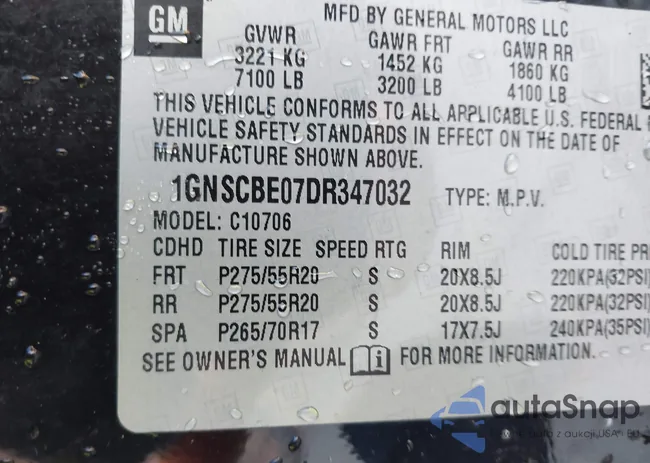 GM
MFD BY GENERAL MOTORS LLC
GVWR GAWR FRT GAWR RR
3221 KG 1452 KG 1860 KG
7100 LB 3200 LB 4100 LB
THIS VEHICLE CONFORMS TO ALL APPLICABLE U.S. FEDERAL
VEHICLE SAFETY STANDARDS IN EFFECT ON THE DATE OF
MANUFACTURE SHOWN ABOVE.
1GNSCBE07DR347032 TYPE: M.P.V.
MODEL: C10706
CDHD TIRE SIZE SPEED RTG RIM COLD TIRE PR
FRT P275/55R20 S 20X8.5J 220KPA(32PSI)
RR P275/55R20 S 20X8.5J 220KPA(32PSI)
SPA P265/70R17 S 17X7.5J 240KPA(35PSI)
SEE OWNER'S MANUAL FOR MORE INFORMATION.
autoSnap
auta z aukcji USA i EU